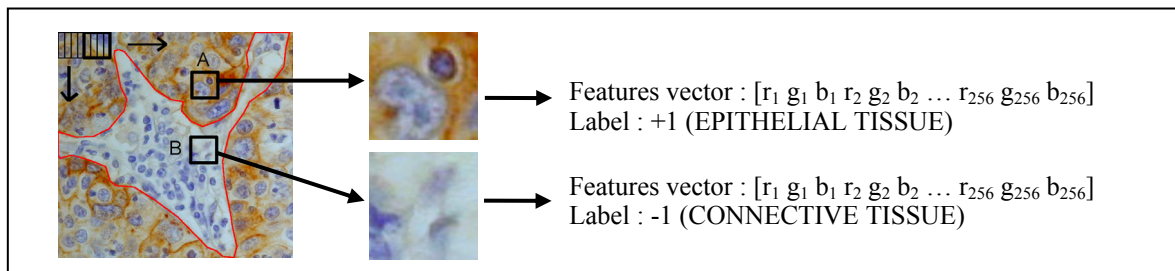 A
B
Features vector : [r₁ g₁ b₁ r₂ g₂ b₂ … r₂₅₆ g₂₅₆ b₂₅₆]
Label : +1 (EPITHELIAL TISSUE)
Features vector : [r₁ g₁ b₁ r₂ g₂ b₂ … r₂₅₆ g₂₅₆ b₂₅₆]
Label : -1 (CONNECTIVE TISSUE)